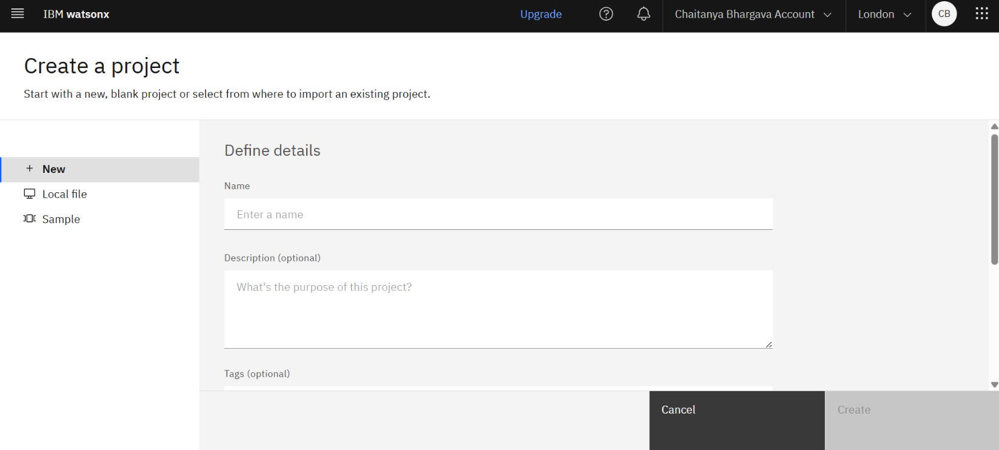 IBM watsonx
Upgrade
Chaitanya Bhargava Account
London
CB
Create a project
Start with a new, blank project or select from where to import an existing project.
New
Local file
Sample
Define details
Name
Enter a name
Description (optional)
What's the purpose of this project?
Tags (optional)
Cancel
Create